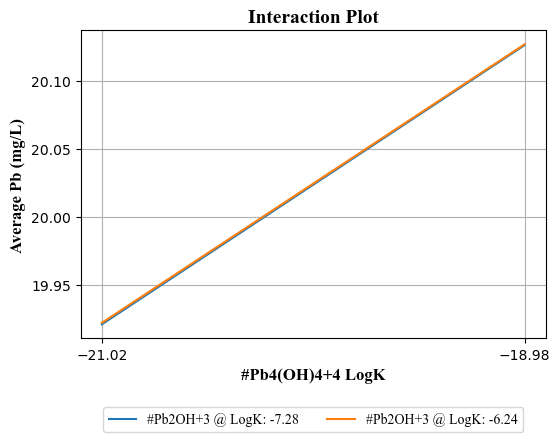 Interaction Plot
Average Pb (mg/L)
20.10
20.05
20.00
19.95
−21.02
−18.98
#Pb4(OH)4+4 LogK
#Pb2OH+3 @ LogK: -7.28
#Pb2OH+3 @ LogK: -6.24